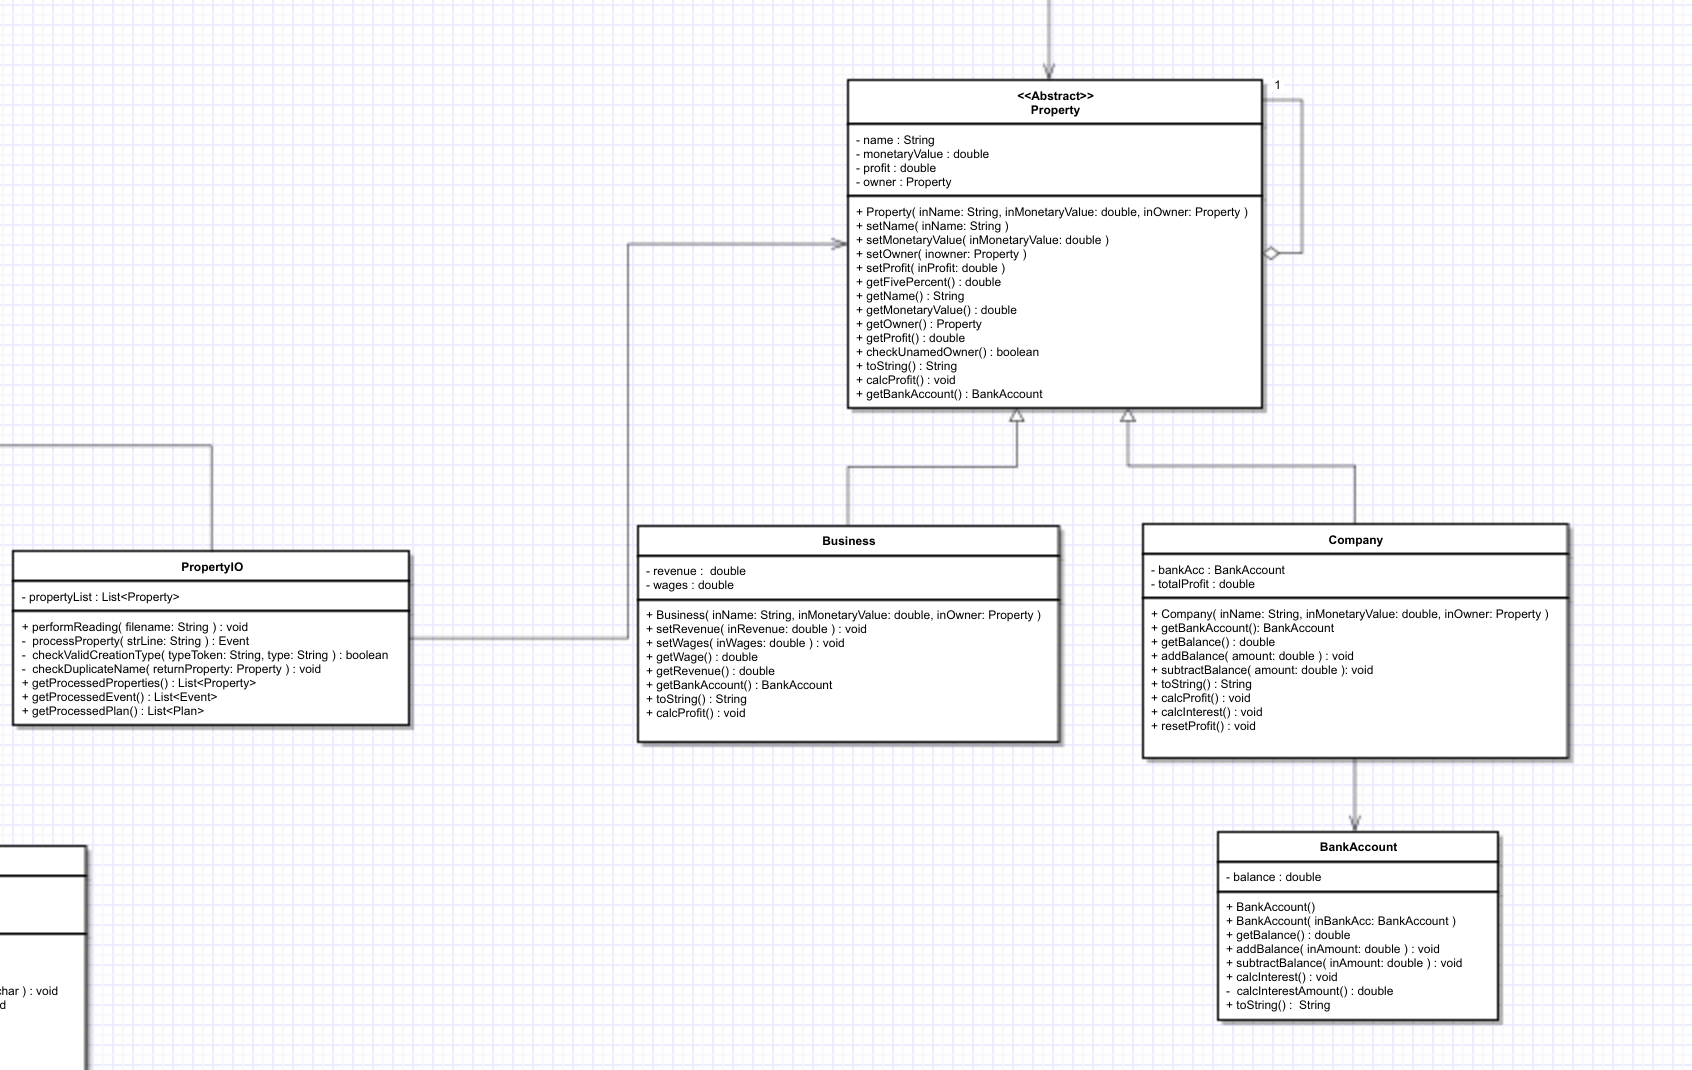 1
<<Abstract>>
Property
- name : String
- monetaryValue : double
- profit : double
- owner : Property
+ Property( inName: String, inMonetaryValue: double, inOwner: Property )
+ setName( inName: String )
+ setMonetaryValue( inMonetaryValue: double )
+ setOwner( inowner: Property )
+ setProfit( inProfit: double )
+ getFivePercent() : double
+ getName() : String
+ getMonetaryValue() : double
+ getOwner() : Property
+ getProfit() : double
+ checkUnamedOwner() : boolean
+ toString() : String
+ calcProfit() : void
+ getBankAccount() : BankAccount
PropertyIO
- propertyList : List<Property>
+ performReading( filename: String ) : void
- processProperty( strLine: String ) : Event
- checkValidCreationType( typeToken: String, type: String ) : boolean
- checkDuplicateName( returnProperty: Property ) : void
+ getProcessedProperties() : List<Property>
+ getProcessedEvent() : List<Event>
+ getProcessedPlan() : List<Plan>
Business
- revenue : double
- wages : double
+ Business( inName: String, inMonetaryValue: double, inOwner: Property )
+ setRevenue( inRevenue: double ) : void
+ setWages( inWages: double ) : void
+ getWage() : double
+ getRevenue() : double
+ getBankAccount() : BankAccount
+ toString() : String
+ calcProfit() : void
Company
- bankAcc : BankAccount
- totalProfit : double
+ Company( inName: String, inMonetaryValue: double, inOwner: Property )
+ getBankAccount(): BankAccount
+ getBalance() : double
+ addBalance( amount: double ) : void
+ subtractBalance( amount: double ): void
+ toString() : String
+ calcProfit() : void
+ calcInterest() : void
+ resetProfit() : void
BankAccount
- balance : double
+ BankAccount()
+ BankAccount( inBankAcc: BankAccount )
+ getBalance() : double
+ addBalance( inAmount: double ) : void
+ subtractBalance( inAmount: double ) : void
+ calcInterest() : void
- calcInterestAmount() : double
+ toString() : String
char ) : void
d